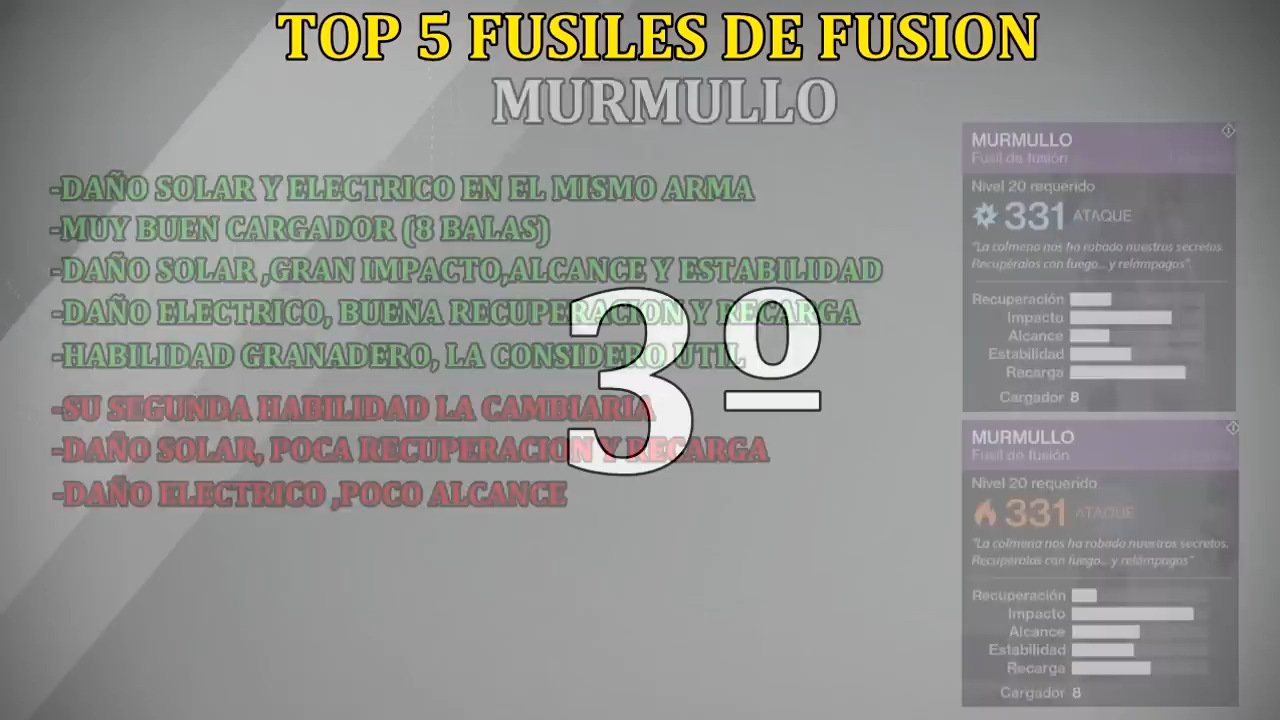 TOP 5 FUSILES DE FUSION
MURMULLO
-DAÑO SOLAR Y ELECTRICO EN EL MISMO ARMA
-MUY BUEN CARGADOR (8 BALAS)
-DAÑO SOLAR ,GRAN IMPACTO,ALCANCE Y ESTABILIDAD
-DAÑO ELECTRICO, BUENA RECUPERACION Y RECARGA
-HABILIDAD GRANADERO, LA CONSIDERO UTIL
-SU SEGUNDA HABILIDAD LA CAMBIARIA
-DAÑO SOLAR, POCA RECUPERACION Y RECARGA
-DAÑO ELECTRICO ,POCO ALCANCE
3º
MURMULLO
Fusil de fusión
Nivel 20 requerido
331 ATAQUE
"La colmena nos ha robado nuestros secretos.
Recupéralos con fuego... y relámpagos".
Recuperación
Impacto
Alcance
Estabilidad
Recarga
Cargador 8
MURMULLO
Fusil de fusión
Nivel 20 requerido
331 ATAQUE
"La colmena nos ha robado nuestros secretos.
Recupéralos con fuego... y relámpagos"
Recuperación
Impacto
Alcance
Estabilidad
Recarga
Cargador 8